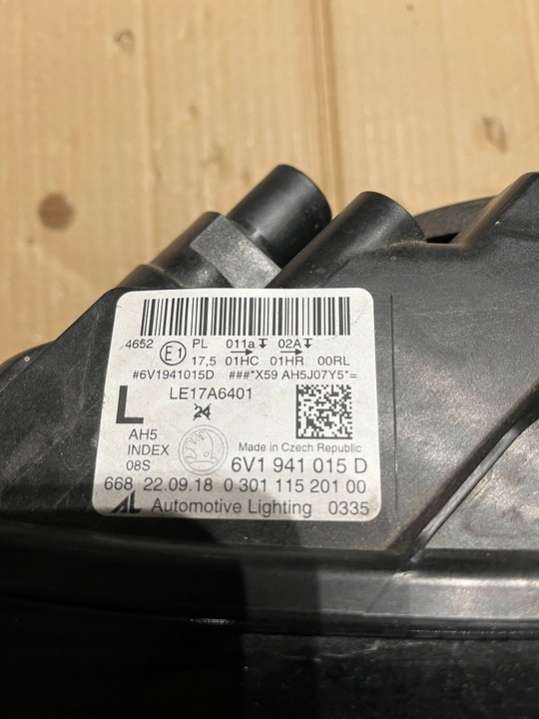 4652 E1 PL 011a 02A
17,5 01HC 01HR 00RL
#6V1941015D ###*X59 AH5J07Y5*=
L LE17A6401
24
AH5
INDEX Made in Czech Republic
08S 6V1 941 015 D
668 22.09.18 0 301 115 201 00
AL Automotive Lighting 0335